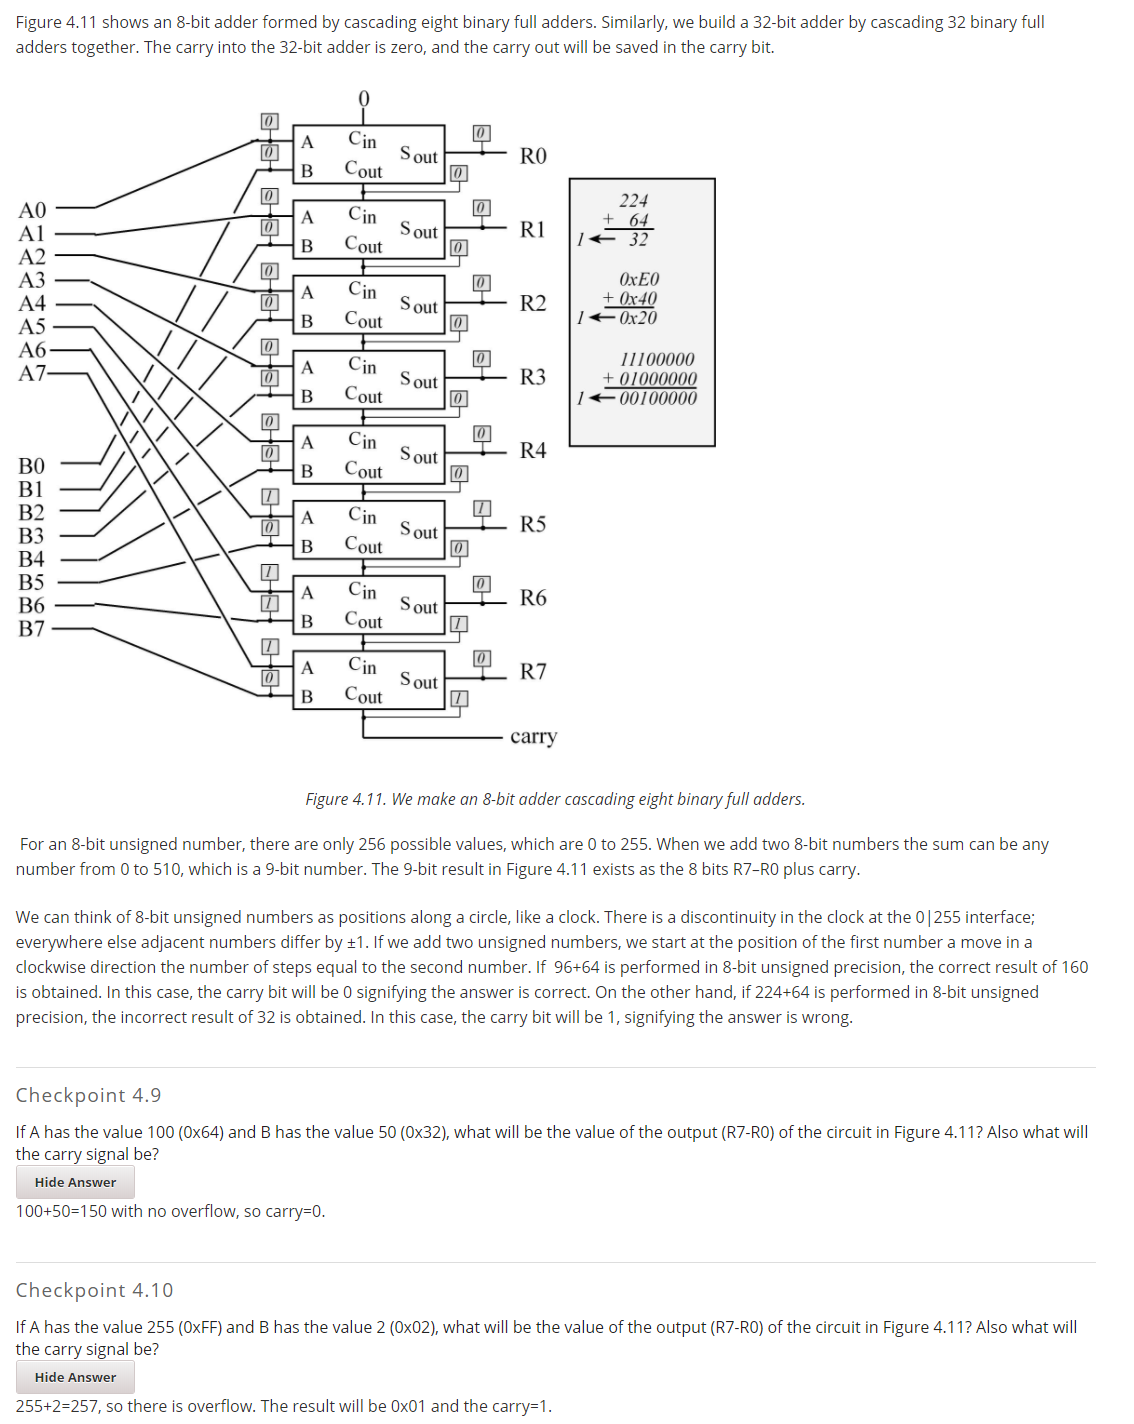 Figure 4.11 shows an 8-bit adder formed by cascading eight binary full adders. Similarly, we build a 32-bit adder by cascading 32 binary full
adders together. The carry into the 32-bit adder is zero, and the carry out will be saved in the carry bit.
0
0
0
A Cin
Sout
B Cout
0
0
R0
0
0
A Cin
Sout
B Cout
0
0
R1
0
0
A Cin
Sout
B Cout
0
0
R2
0
0
A Cin
Sout
B Cout
0
0
R3
0
0
A Cin
Sout
B Cout
0
0
R4
1
0
A Cin
Sout
B Cout
1
0
R5
1
1
A Cin
Sout
B Cout
0
1
R6
1
0
A Cin
Sout
B Cout
0
1
R7
carry
A0
A1
A2
A3
A4
A5
A6
A7
B0
B1
B2
B3
B4
B5
B6
B7
224
+ 64
1 ← 32
0xE0
+ 0x40
1 ← 0x20
11100000
+ 01000000
1 ← 00100000
Figure 4.11. We make an 8-bit adder cascading eight binary full adders.
For an 8-bit unsigned number, there are only 256 possible values, which are 0 to 255. When we add two 8-bit numbers the sum can be any
number from 0 to 510, which is a 9-bit number. The 9-bit result in Figure 4.11 exists as the 8 bits R7–R0 plus carry.
We can think of 8-bit unsigned numbers as positions along a circle, like a clock. There is a discontinuity in the clock at the 0|255 interface;
everywhere else adjacent numbers differ by ±1. If we add two unsigned numbers, we start at the position of the first number a move in a
clockwise direction the number of steps equal to the second number. If 96+64 is performed in 8-bit unsigned precision, the correct result of 160
is obtained. In this case, the carry bit will be 0 signifying the answer is correct. On the other hand, if 224+64 is performed in 8-bit unsigned
precision, the incorrect result of 32 is obtained. In this case, the carry bit will be 1, signifying the answer is wrong.
Checkpoint 4.9
If A has the value 100 (0x64) and B has the value 50 (0x32), what will be the value of the output (R7-R0) of the circuit in Figure 4.11? Also what will
the carry signal be?
Hide Answer
100+50=150 with no overflow, so carry=0.
Checkpoint 4.10
If A has the value 255 (0xFF) and B has the value 2 (0x02), what will be the value of the output (R7-R0) of the circuit in Figure 4.11? Also what will
the carry signal be?
Hide Answer
255+2=257, so there is overflow. The result will be 0x01 and the carry=1.